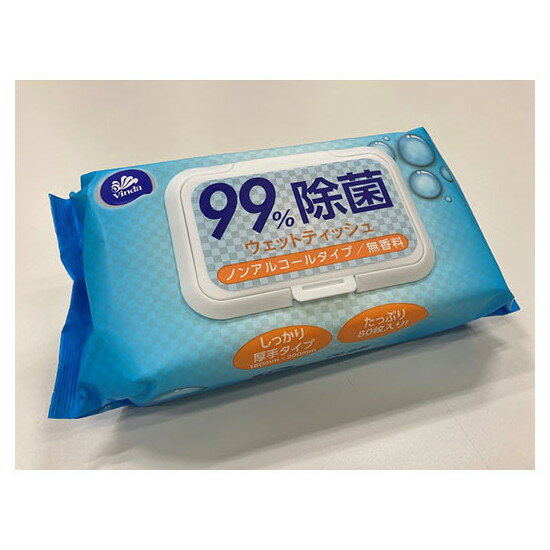 Vinda
99%除菌
ウェットティッシュ
ノンアルコールタイプ/無香料
しっかり
厚手タイプ
180mm×200mm
たっぷり
80枚入り!